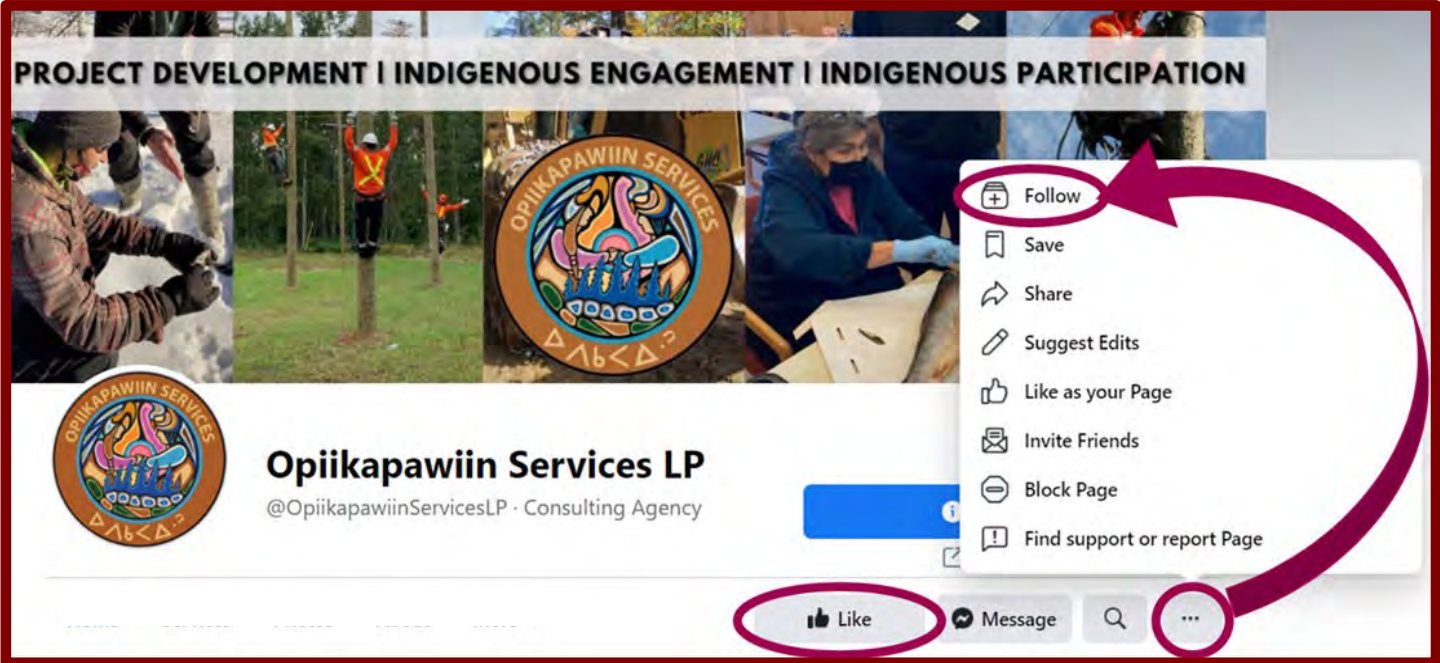 PROJECT DEVELOPMENT I INDIGENOUS ENGAGEMENT I INDIGENOUS PARTICIPATION
OPIIKAPAWIIN SERVICES
ᐃᐱᑲᐸᐃᐧᐣ
Follow
Save
Share
Suggest Edits
Like as your Page
Invite Friends
Block Page
Find support or report Page
OPIIKAPAWIIN SERVICES
Opiikapawiin Services LP
@OpiikapawiinServicesLP · Consulting Agency
Like
Message